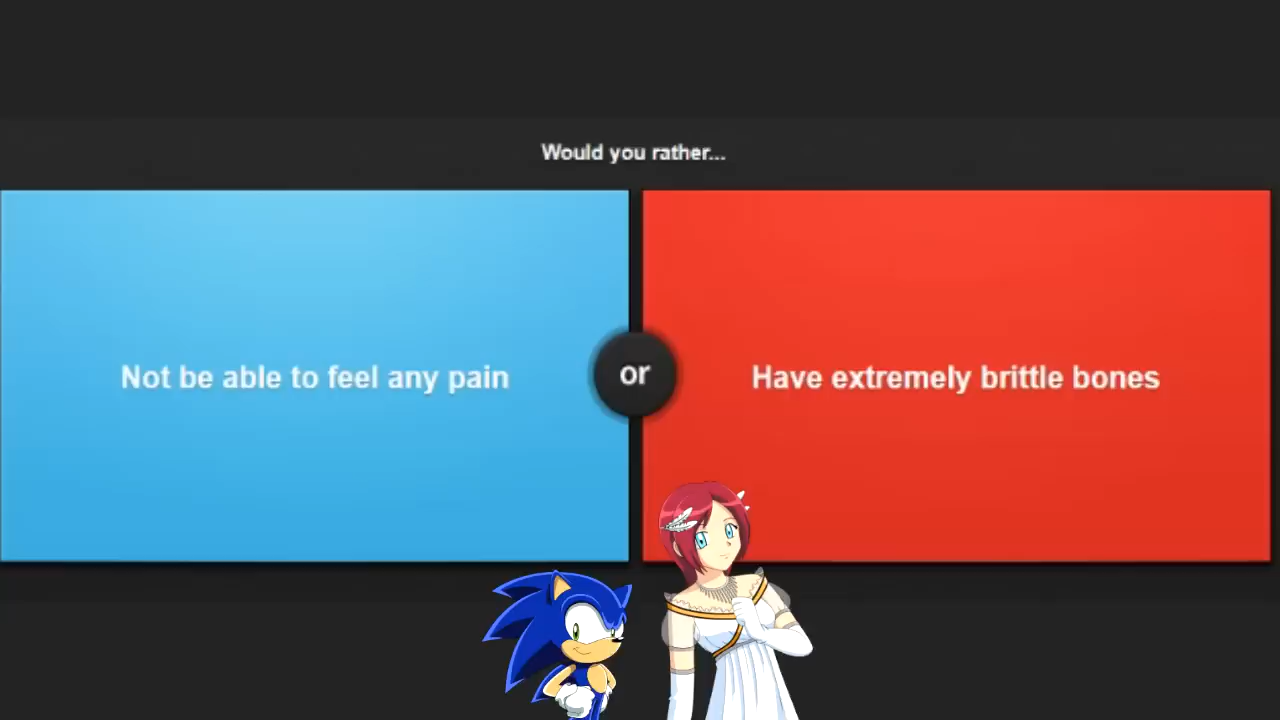 Would you rather...
Not be able to feel any pain
or
Have extremely brittle bones